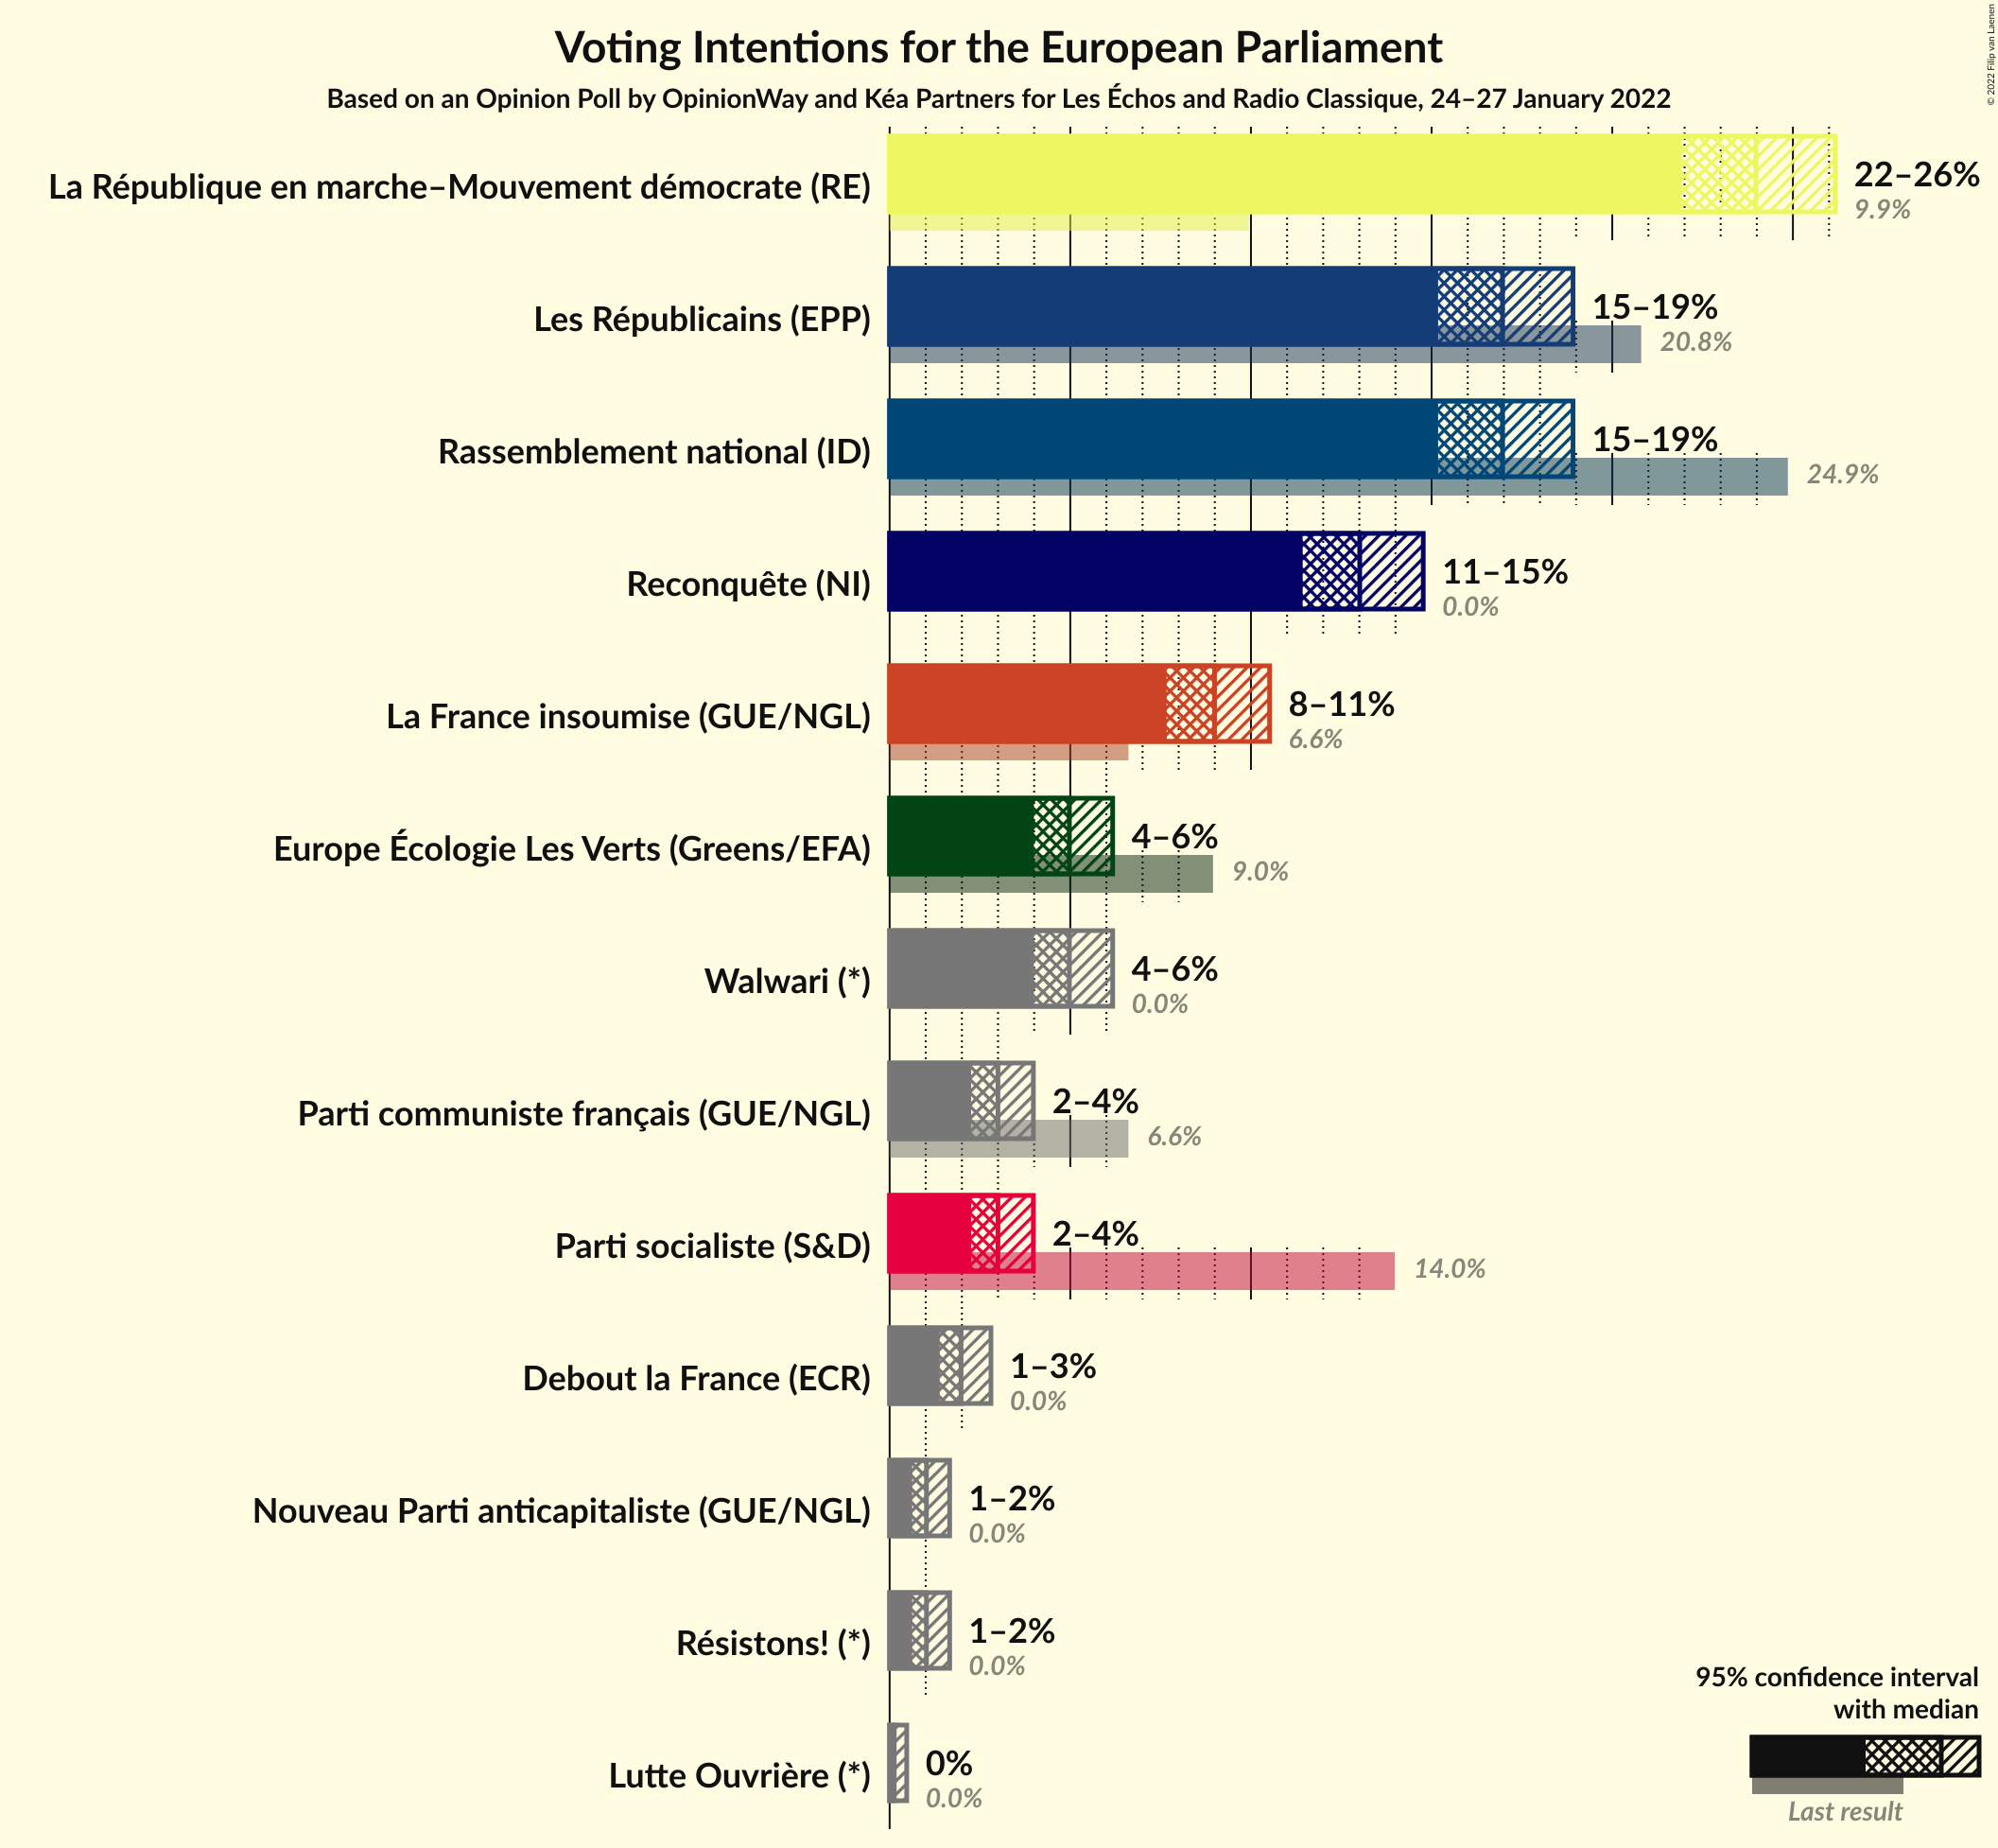 Voting Intentions for the European Parliament
Based on an Opinion Poll by OpinionWay and Kéa Partners for Les Échos and Radio Classique, 24–27 January 2022
© 2022 Filip van Laenen
La République en marche–Mouvement démocrate (RE)
22–26%
9.9%
Les Républicains (EPP)
15–19%
20.8%
Rassemblement national (ID)
15–19%
24.9%
Reconquête (NI)
11–15%
0.0%
La France insoumise (GUE/NGL)
8–11%
6.6%
Europe Écologie Les Verts (Greens/EFA)
4–6%
9.0%
Walwari (*)
4–6%
0.0%
Parti communiste français (GUE/NGL)
2–4%
6.6%
Parti socialiste (S&D)
2–4%
14.0%
Debout la France (ECR)
1–3%
0.0%
Nouveau Parti anticapitaliste (GUE/NGL)
1–2%
0.0%
Résistons! (*)
1–2%
0.0%
Lutte Ouvrière (*)
0%
0.0%
95% confidence interval
with median
Last result